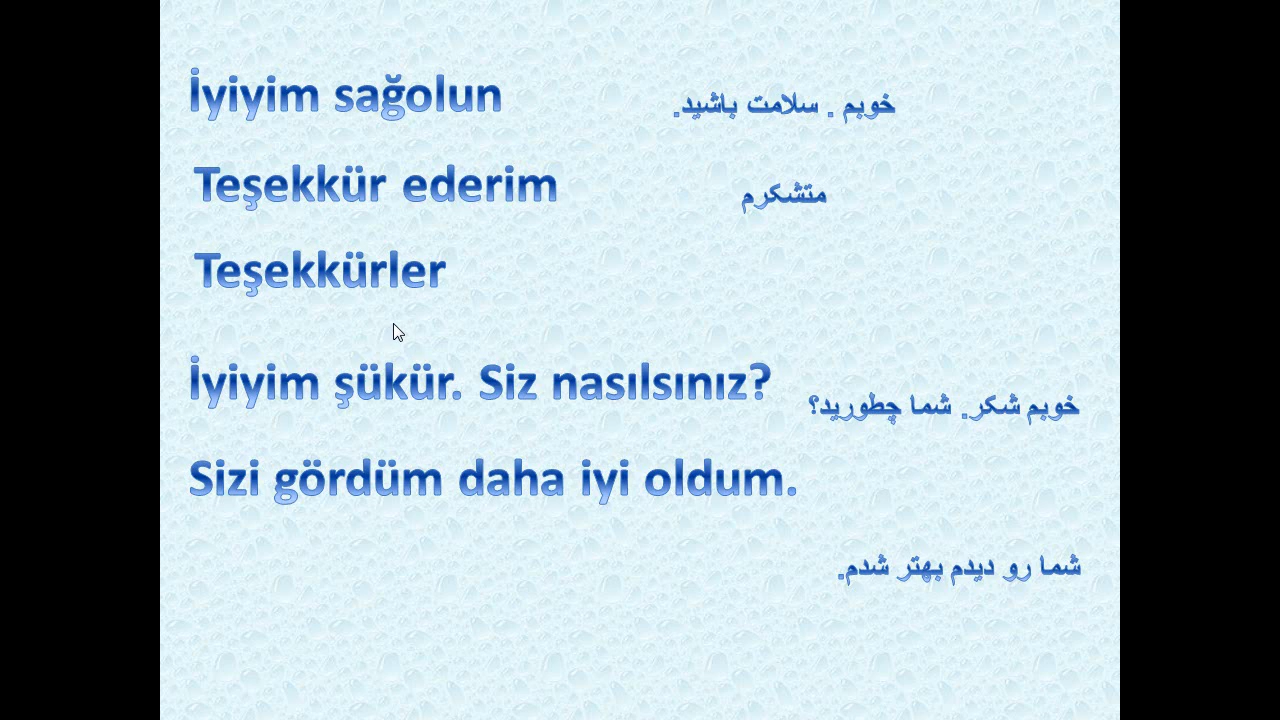 İyiyim sağolun
خوبم . سلامت باشید.
Teşekkür ederim
متشکرم
Teşekkürler
İyiyim şükür. Siz nasılsınız?
خوبم شکر. شما چطورید؟
Sizi gördüm daha iyi oldum.
شما رو دیدم بهتر شدم.